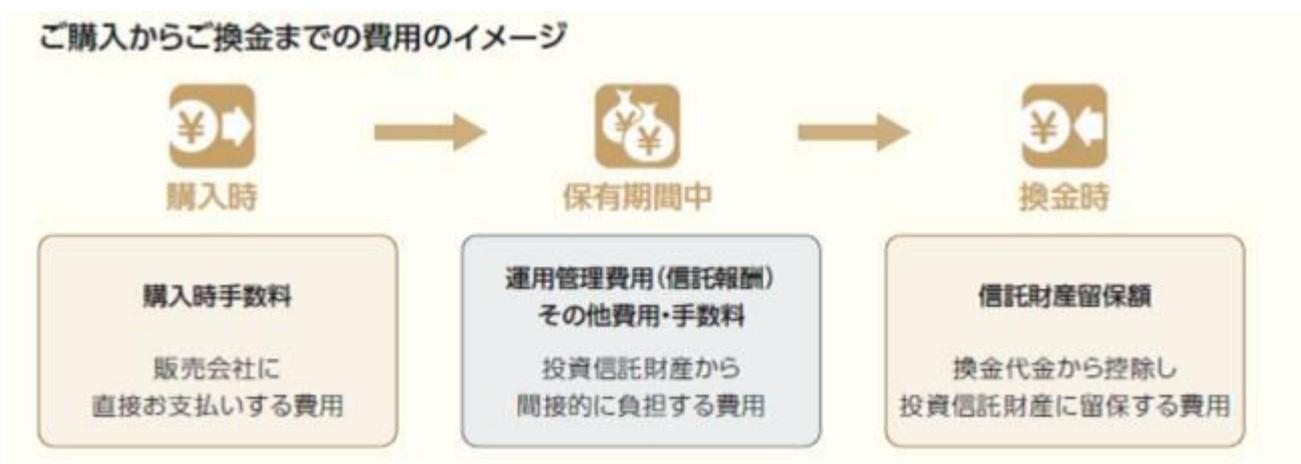 ご購入からご換金までの費用のイメージ
¥
¥ ¥
¥
購入時
保有期間中
換金時
購入時手数料
販売会社に
直接お支払いする費用
運用管理費用(信託報酬)
その他費用・手数料
投資信託財産から
間接的に負担する費用
信託財産留保額
換金代金から控除し
投資信託財産に留保する費用